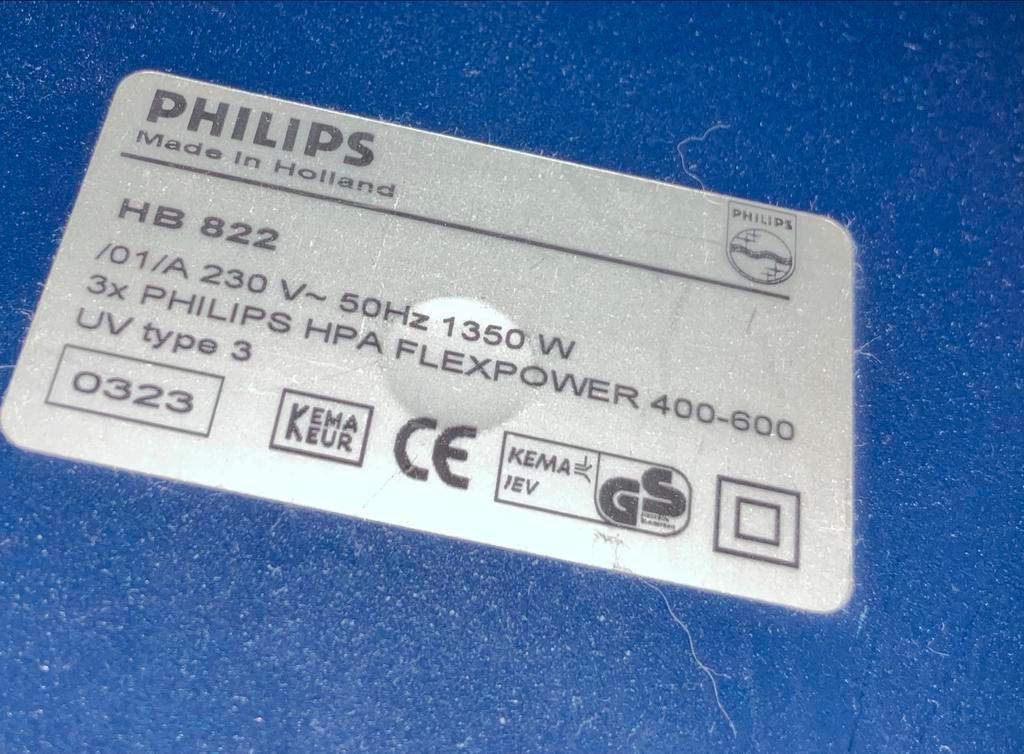 PHILIPS
Made in Holland
PHILIPS
HB 822
/01/A 230 V~ 50Hz 1350 W
3x PHILIPS HPA FLEXPOWER 400-600
UV type 3
0323
KEMA
KEUR
CE
KEMA
IEV
GS